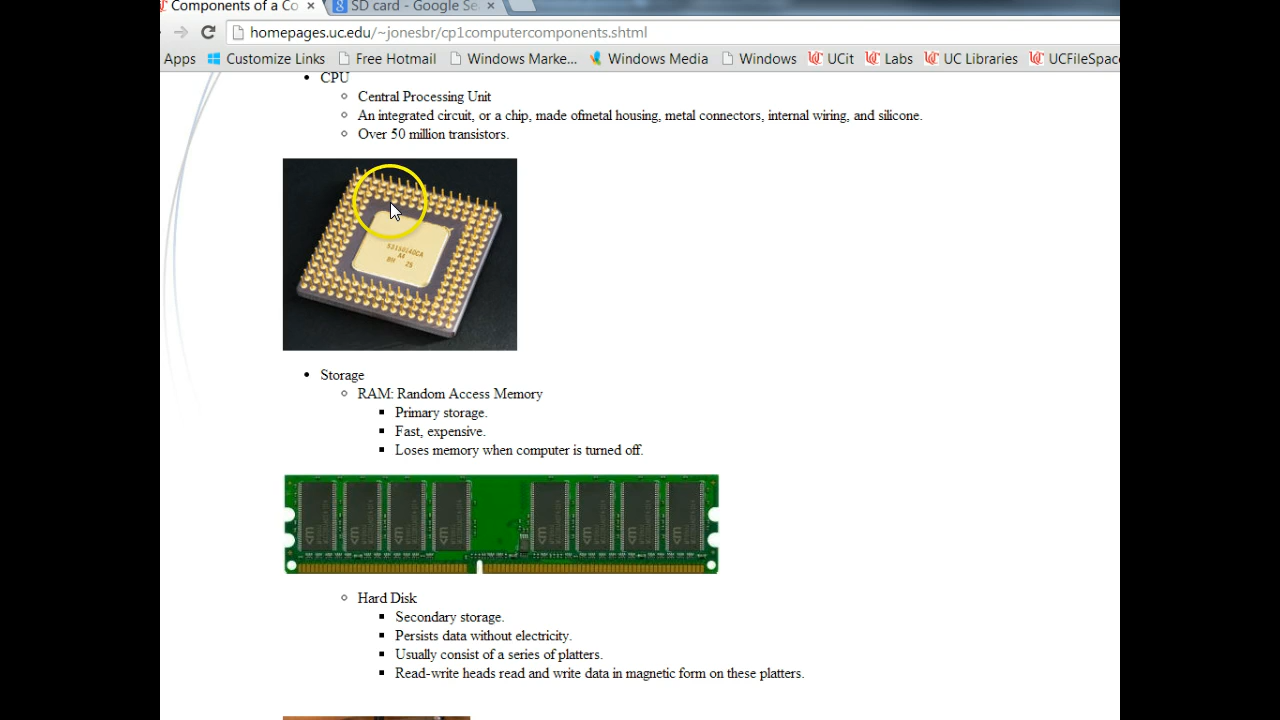 Components of a Co
SD card - Google Se
homepages.uc.edu/~jonesbr/cp1computercomponents.shtml
Apps Customize Links Free Hotmail Windows Marke... Windows Media Windows UCit Labs UC Libraries UCFileSpace
CPU
Central Processing Unit
An integrated circuit, or a chip, made ofmetal housing, metal connectors, internal wiring, and silicone.
Over 50 million transistors.
Storage
RAM: Random Access Memory
Primary storage.
Fast, expensive.
Loses memory when computer is turned off.
Hard Disk
Secondary storage.
Persists data without electricity.
Usually consist of a series of platters.
Read-write heads read and write data in magnetic form on these platters.